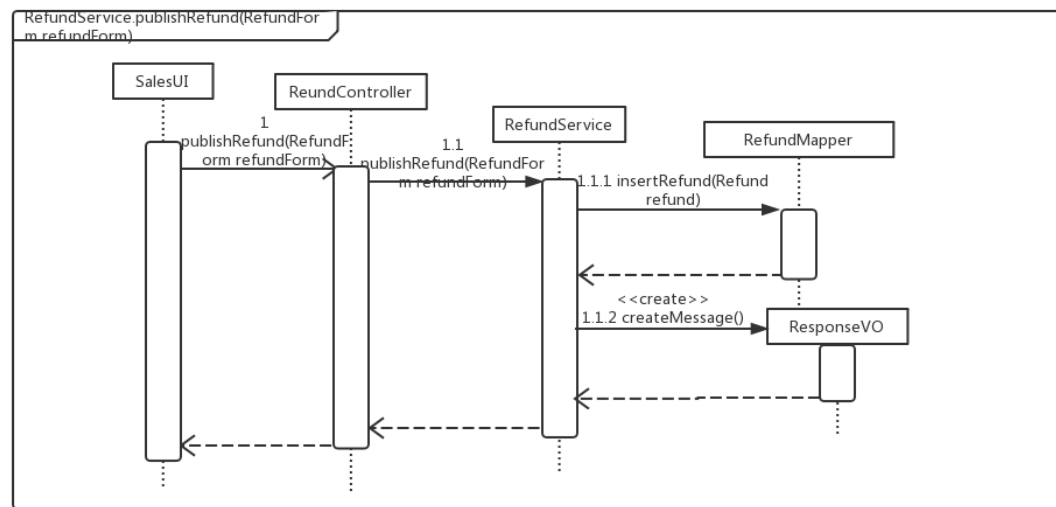 RefundService.publishRefund(RefundFor
m refundForm)
SalesUI
ReundController
RefundService
RefundMapper
1
publishRefund(RefundF
orm refundForm)
1.1
publishRefund(RefundFor
m refundForm)
1.1.1 insertRefund(Refund
refund)
<<create>>
1.1.2 createMessage()
ResponseVO